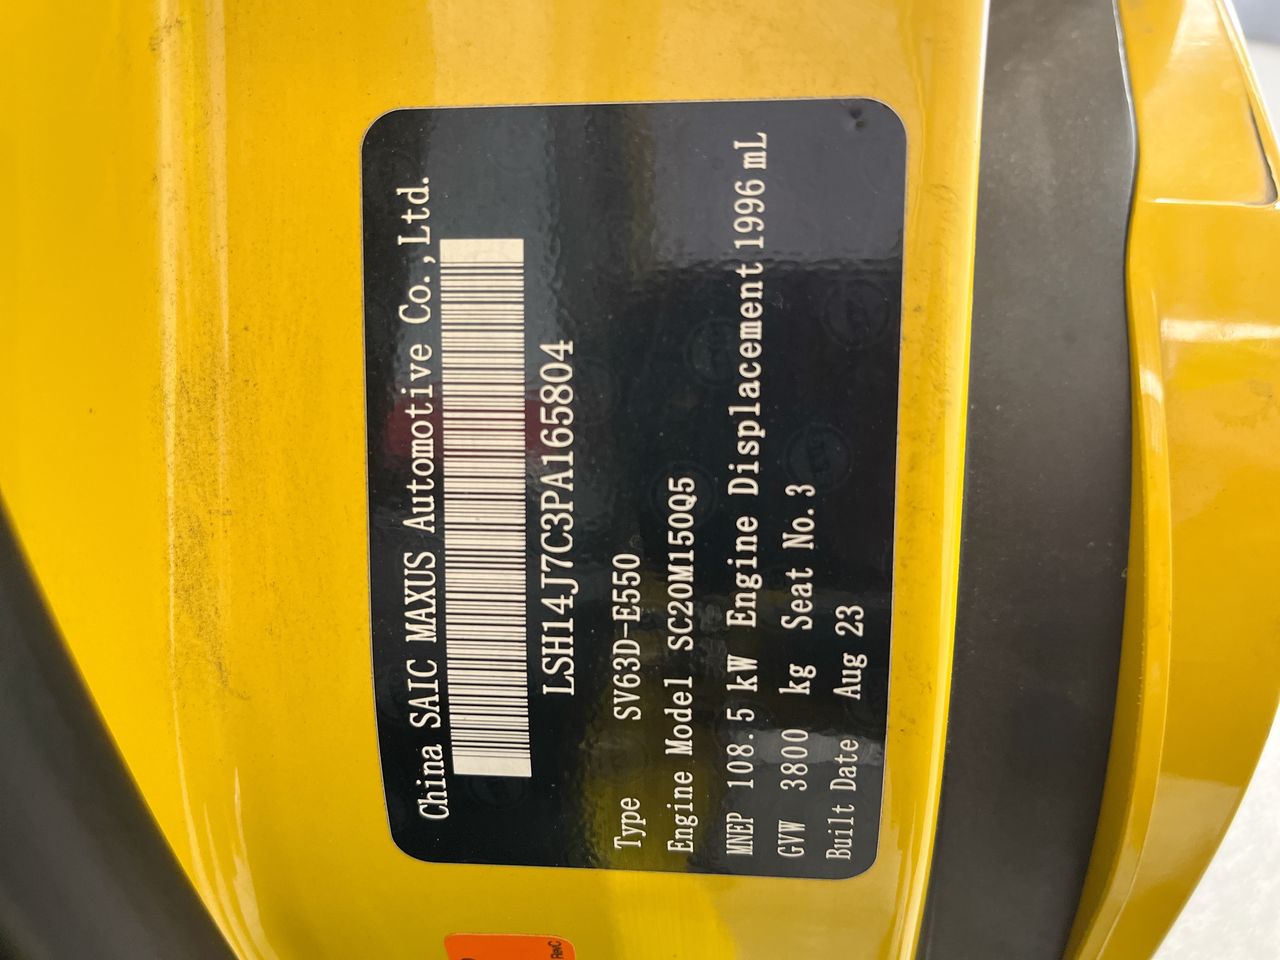 China SAIC MAXUS Automotive Co.,Ltd.
LSH14J7C3PA165804
Type SV63D-E550
Engine Model SC20M150Q5
MNEP 108.5 kW Engine Displacement 1996 mL
GVW 3800 kg Seat No.3
Built Date Aug 23
RevC